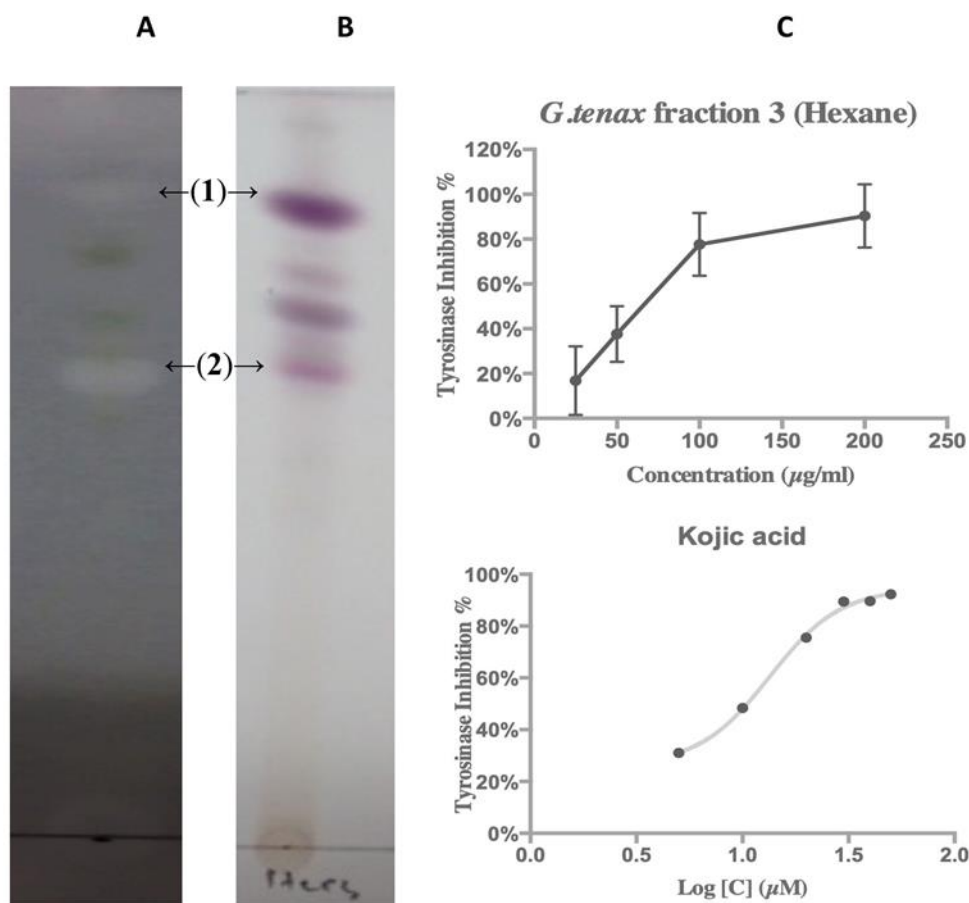 A
B
C
←(1)→
←(2)→
G.tenax fraction 3 (Hexane)
Tyrosinase Inhibition %
120%
100%
80%
60%
40%
20%
0%
0 50 100 150 200 250
Concentration (µg/ml)
Kojic acid
Tyrosinase Inhibition %
100%
80%
60%
40%
20%
0%
0.0 0.5 1.0 1.5 2.0
Log [C] (µM)